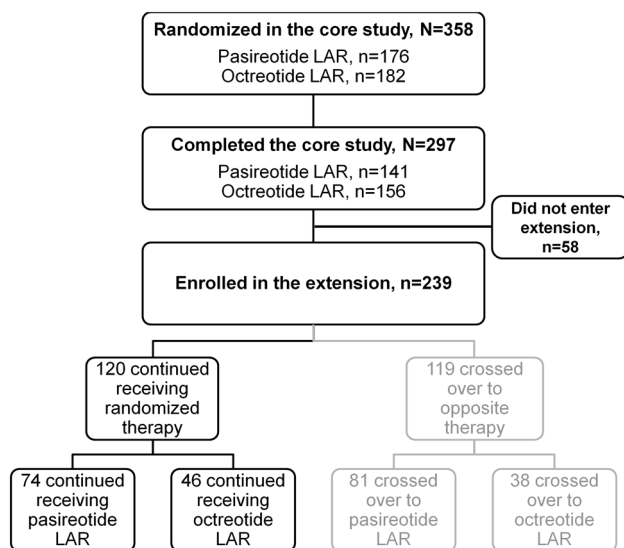 Randomized in the core study, N=358
Pasireotide LAR, n=176
Octreotide LAR, n=182
Completed the core study, N=297
Pasireotide LAR, n=141
Octreotide LAR, n=156
Did not enter
extension,
n=58
Enrolled in the extension, n=239
120 continued
receiving
randomized
therapy
119 crossed
over to
opposite
therapy
74 continued
receiving
pasireotide
LAR
46 continued
receiving
octreotide
LAR
81 crossed
over to
pasireotide
LAR
38 crossed
over to
octreotide
LAR